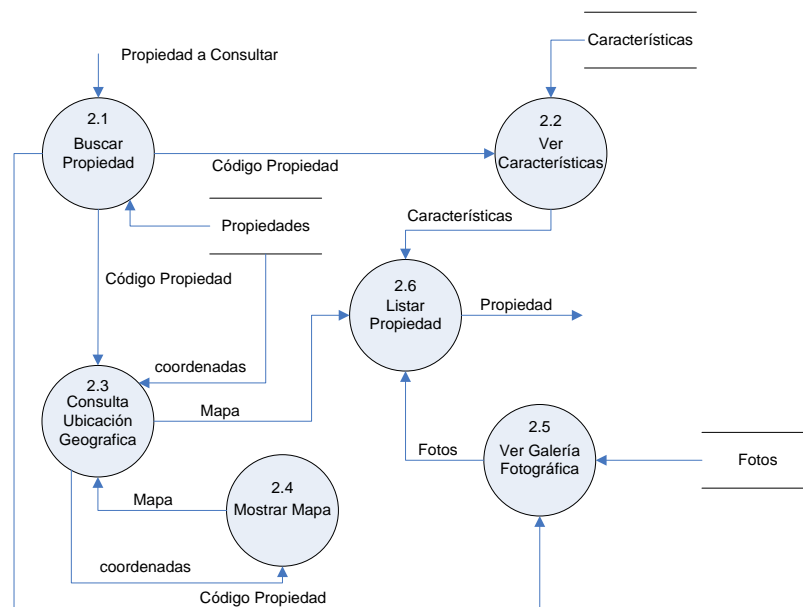 Propiedad a Consultar
Características
2.1
Buscar
Propiedad
2.2
Ver
Características
Código Propiedad
Propiedades
Características
Código Propiedad
2.6
Listar
Propiedad
Propiedad
coordenadas
2.3
Consulta
Ubicación
Geografica
Mapa
2.5
Ver Galería
Fotográfica
Fotos
Fotos
2.4
Mostrar Mapa
Mapa
coordenadas
Código Propiedad